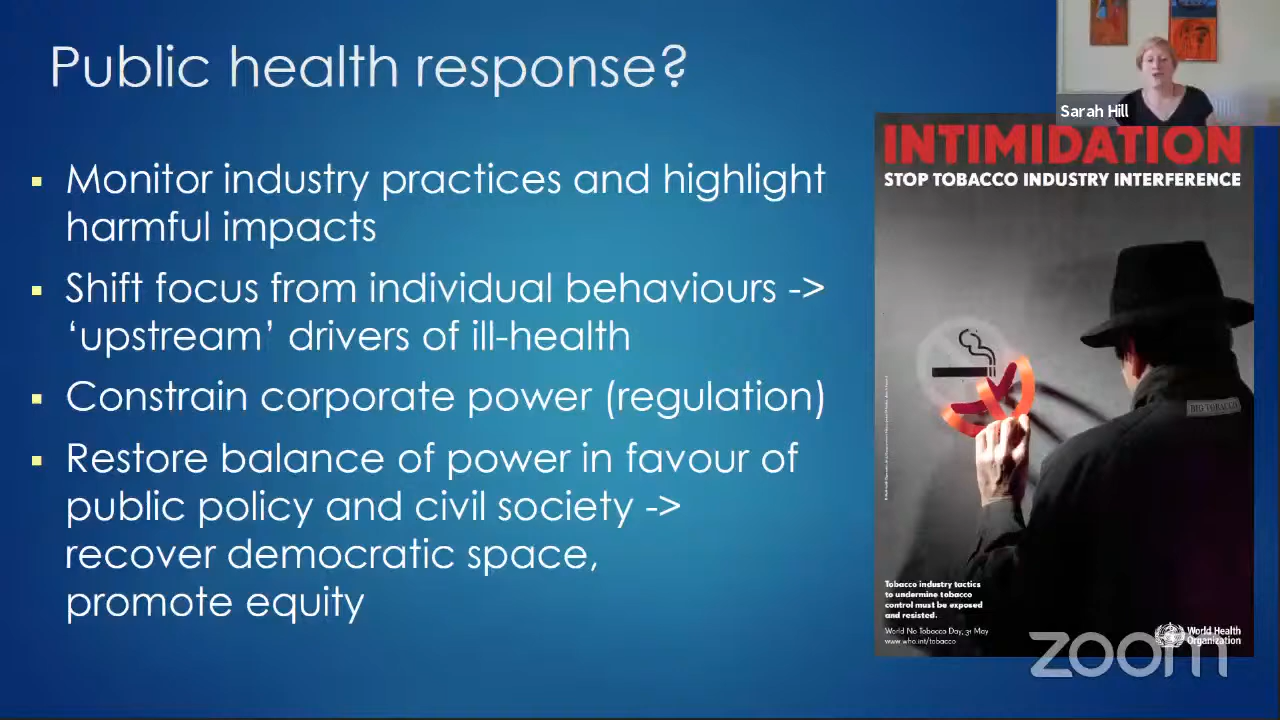 Public health response?
Sarah Hill
▪ Monitor industry practices and highlight
harmful impacts
▪ Shift focus from individual behaviours ->
‘upstream’ drivers of ill-health
▪ Constrain corporate power (regulation)
▪ Restore balance of power in favour of
public policy and civil society ->
recover democratic space,
promote equity
INTIMIDATION
STOP TOBACCO INDUSTRY INTERFERENCE
BIG TOBACCO
Tobacco industry tactics
to undermine tobacco
control must be exposed
and resisted.
World No Tobacco Day, 31 May
www.who.int/tobacco
World Health
Organization
zoom